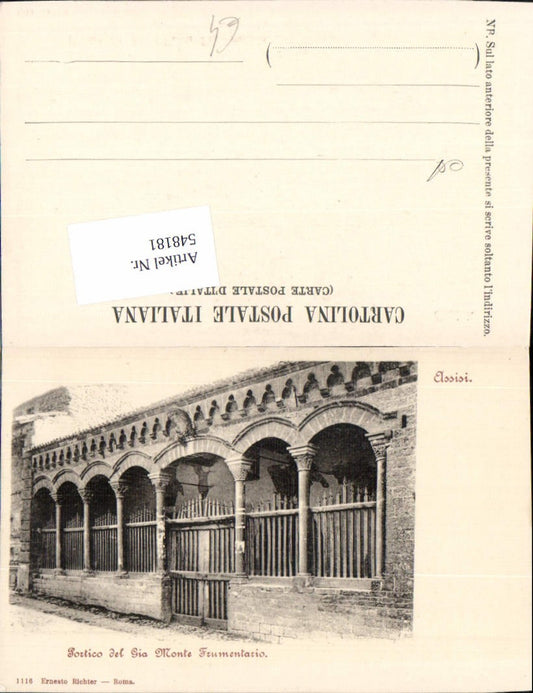 CARTOLINA POSTALE ITALIANA
(CARTE POSTALE D'ITALIE
Artikel Nr.
548181
NP. Sul lato anteriore della presente si scrive soltanto l'indirizzo.
Assisi.
Portico del Gia Monte Frumentario.
1116 Ernesto Richter — Roma.